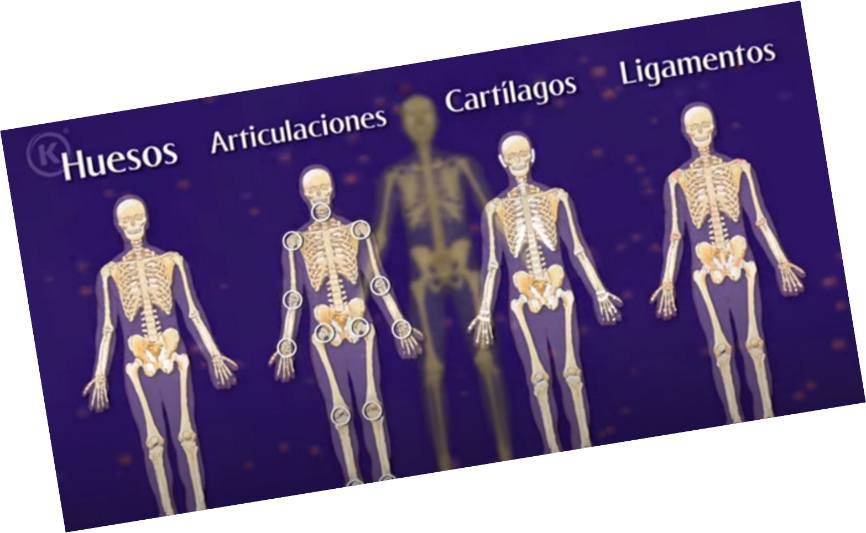 K
Huesos
Articulaciones
Cartílagos
Ligamentos